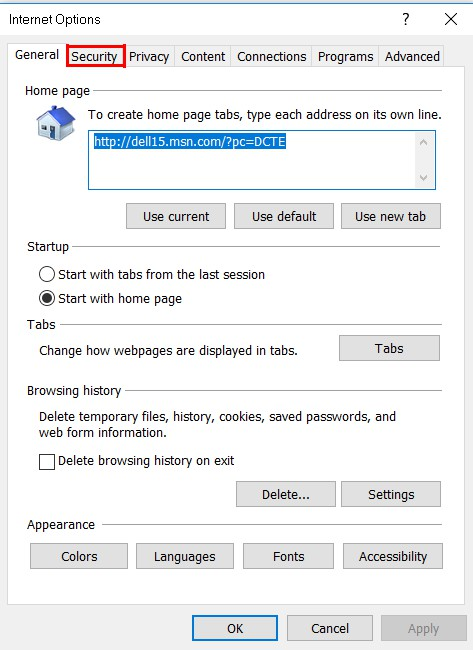 Internet Options
?
General Security Privacy Content Connections Programs Advanced
Home page
To create home page tabs, type each address on its own line.
http://dell15.msn.com/?pc=DCTE
Use current Use default Use new tab
Startup
Start with tabs from the last session
Start with home page
Tabs
Change how webpages are displayed in tabs. Tabs
Browsing history
Delete temporary files, history, cookies, saved passwords, and
web form information.
Delete browsing history on exit
Delete... Settings
Appearance
Colors Languages Fonts Accessibility
OK Cancel Apply